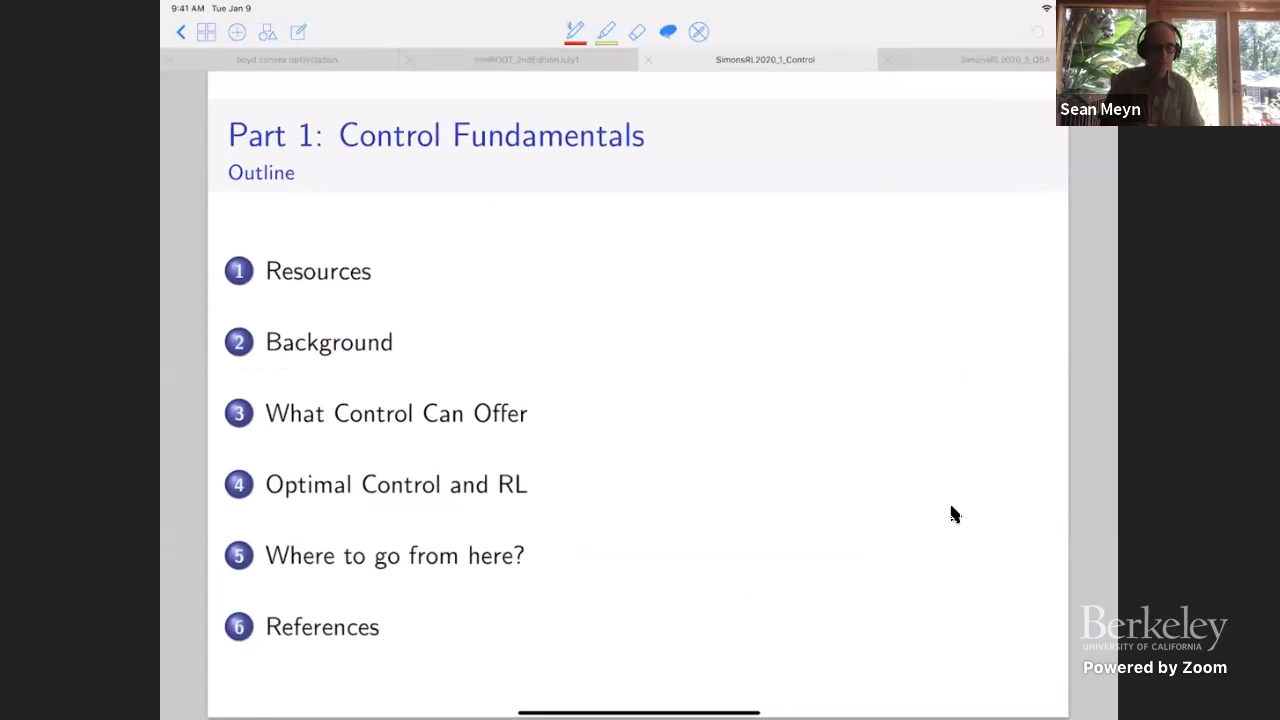 9:41 AM Tue Jan 9
boyd convex optimization
SimonsRL2020_1_Control
SimonsRL2020_3_QSA
Sean Meyn
Part 1: Control Fundamentals
Outline
1 Resources
2 Background
3 What Control Can Offer
4 Optimal Control and RL
5 Where to go from here?
6 References
Berkeley
UNIVERSITY OF CALIFORNIA
Powered by Zoom